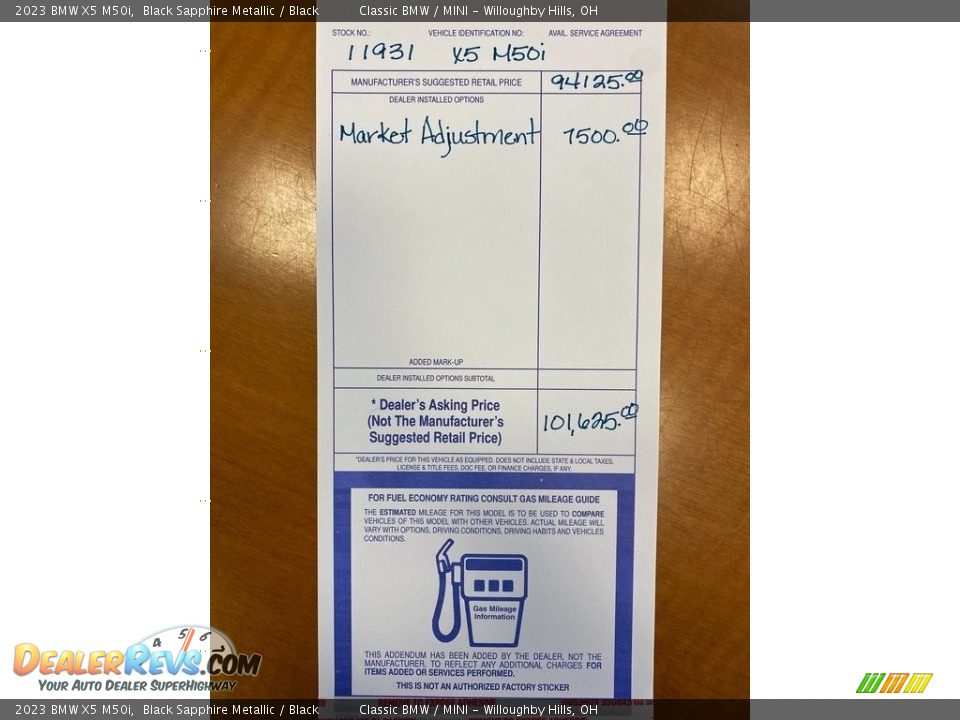 2023 BMW X5 M50i,  Black Sapphire Metallic / Black        Classic BMW / MINI - Willoughby Hills, OH
STOCK NO.: VEHICLE IDENTIFICATION NO: AVAIL. SERVICE AGREEMENT
11931 X5 M50i
MANUFACTURER'S SUGGESTED RETAIL PRICE 94125.00
DEALER INSTALLED OPTIONS
Market Adjustment 7500.00
ADDED MARK-UP
DEALER INSTALLED OPTIONS SUBTOTAL
* Dealer's Asking Price
(Not The Manufacturer's
Suggested Retail Price)
101,625.00
*DEALER'S PRICE FOR THIS VEHICLE AS EQUIPPED. DOES NOT INCLUDE STATE & LOCAL TAXES,
LICENSE & TITLE FEES, DOC FEE, OR FINANCE CHARGES, IF ANY.
FOR FUEL ECONOMY RATING CONSULT GAS MILEAGE GUIDE
THE ESTIMATED MILEAGE FOR THIS MODEL IS TO BE USED TO COMPARE
VEHICLES OF THIS MODEL WITH OTHER VEHICLES. ACTUAL MILEAGE WILL
VARY WITH OPTIONS, DRIVING CONDITIONS, DRIVING HABITS AND VEHICLES
CONDITIONS.
Gas Mileage
Information
THIS ADDENDUM HAS BEEN ADDED BY THE DEALER, NOT THE
MANUFACTURER, TO REFLECT ANY ADDITIONAL CHARGES FOR
ITEMS ADDED OR SERVICES PERFORMED.
THIS IS NOT AN AUTHORIZED FACTORY STICKER
4 5 6
DEALERREVS.COM
YOUR AUTO DEALER SUPERHIGHWAY
2023 BMW X5 M50i,  Black Sapphire Metallic / Black        Classic BMW / MINI - Willoughby Hills, OH